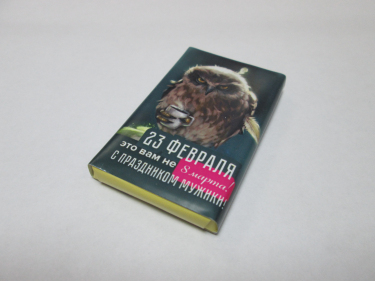 23 ФЕВРАЛЯ
это вам не 8 марта!
С ПРАЗДНИКОМ МУЖИКИ!